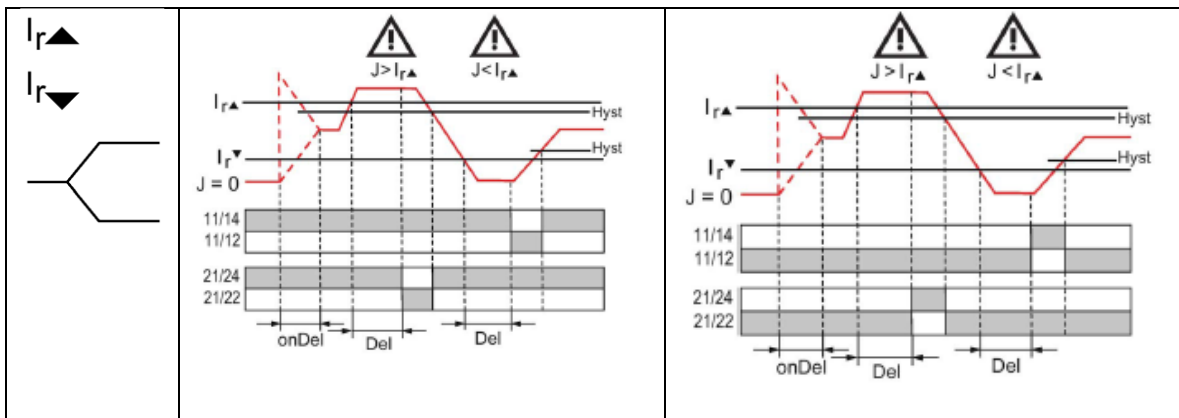 Ir▲
Ir▼
J>Ir▲ J<Ir▲
Ir▲
Hyst
Ir▼
Hyst
J = 0
11/14
11/12
21/24
21/22
onDel Del Del
J > Ir▲ J < Ir▲
Ir▲
Hyst
Ir▼
Hyst
J = 0
11/14
11/12
21/24
21/22
onDel Del Del